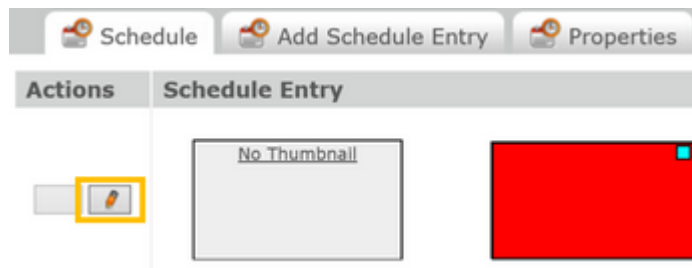 Schedule Add Schedule Entry Properties
Actions Schedule Entry
No Thumbnail